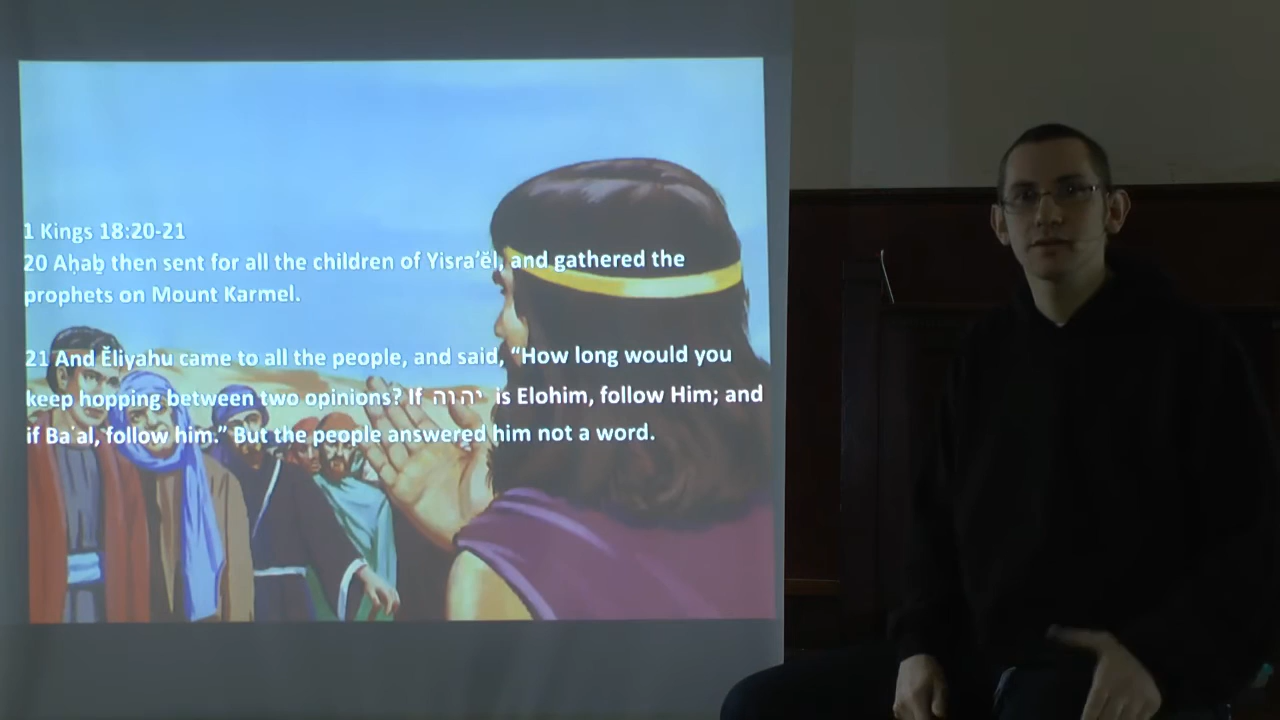 1 Kings 18:20-21
20 Aḥaḇ then sent for all the children of Yisra’ĕl, and gathered the
prophets on Mount Karmel.
21 And Ěliyahu came to all the people, and said, “How long would you
keep hopping between two opinions? If יהוה is Elohim, follow Him; and
if Baʽal, follow him.” But the people answered him not a word.